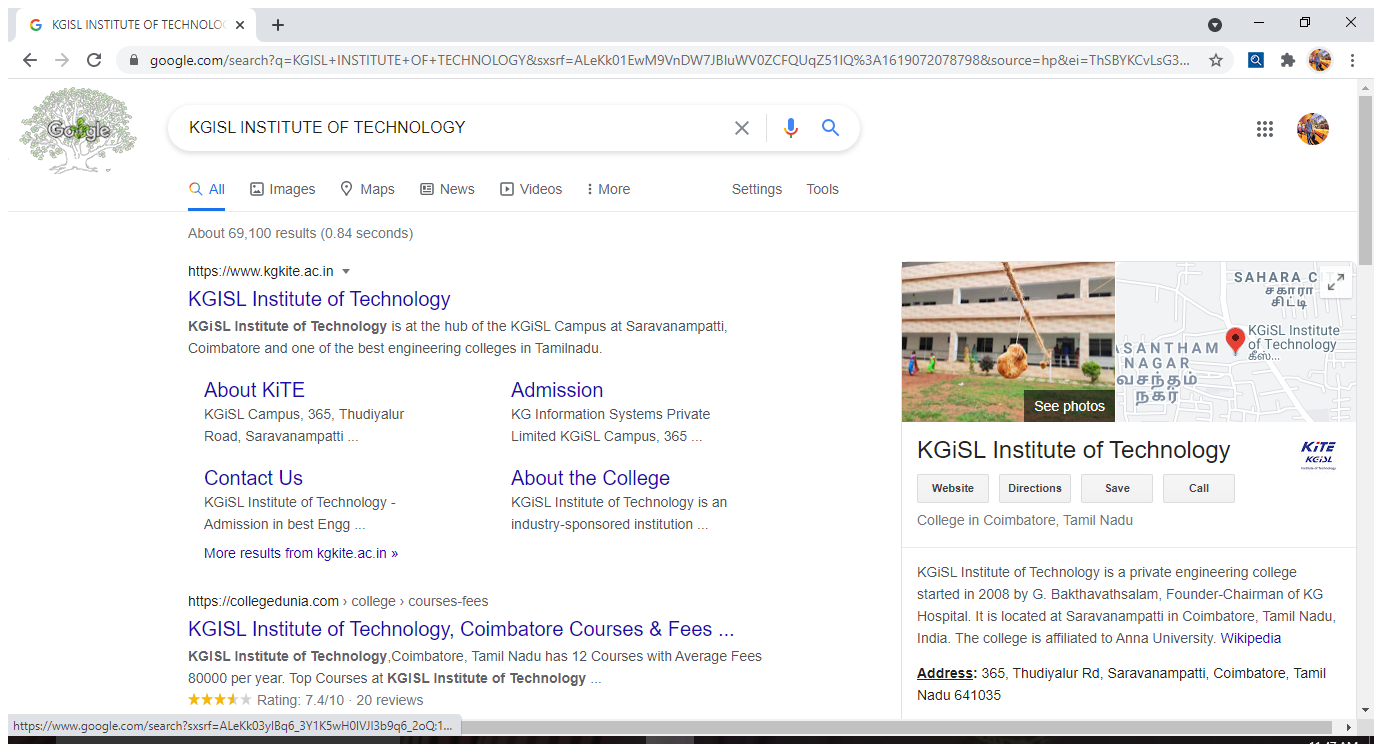 KGISL INSTITUTE OF TECHNOLO
google.com/search?q=KGISL+INSTITUTE+OF+TECHNOLOGY&sxsrf=ALeKk01EwM9VnDW7JBIuWV0ZCFQUqZ51IQ%3A1619072078798&source=hp&ei=ThSBYKCvLsG3...
Google
KGISL INSTITUTE OF TECHNOLOGY
All Images Maps News Videos More Settings Tools
About 69,100 results (0.84 seconds)
https://www.kgkite.ac.in
KGISL Institute of Technology
KGiSL Institute of Technology is at the hub of the KGiSL Campus at Saravanampatti,
Coimbatore and one of the best engineering colleges in Tamilnadu.
About KiTE
KGiSL Campus, 365, Thudiyalur
Road, Saravanampatti ...
Admission
KG Information Systems Private
Limited KGiSL Campus, 365 ...
Contact Us
KGiSL Institute of Technology -
Admission in best Engg ...
About the College
KGiSL Institute of Technology is an
industry-sponsored institution ...
More results from kgkite.ac.in »
https://collegedunia.com › college › courses-fees
KGISL Institute of Technology, Coimbatore Courses & Fees ...
KGISL Institute of Technology,Coimbatore, Tamil Nadu has 12 Courses with Average Fees
80000 per year. Top Courses at KGISL Institute of Technology ...
Rating: 7.4/10 · 20 reviews
See photos
SAHARA C
சகாரா
சிட்டி
KGiSL Institute
of Technology
கீஸ்...
ASANTHAM
NAGAR
வசந்தம்
நகர்
KGiSL Institute of Technology
KiTE
KGiSL
Institute of Technology
Website Directions Save Call
College in Coimbatore, Tamil Nadu
KGiSL Institute of Technology is a private engineering college
started in 2008 by G. Bakthavathsalam, Founder-Chairman of KG
Hospital. It is located at Saravanampatti in Coimbatore, Tamil Nadu,
India. The college is affiliated to Anna University. Wikipedia
Address: 365, Thudiyalur Rd, Saravanampatti, Coimbatore, Tamil
Nadu 641035
https://www.google.com/search?sxsrf=ALeKk03yIBq6_3Y1K5wH0IVJI3b9q6_2oQ:1...